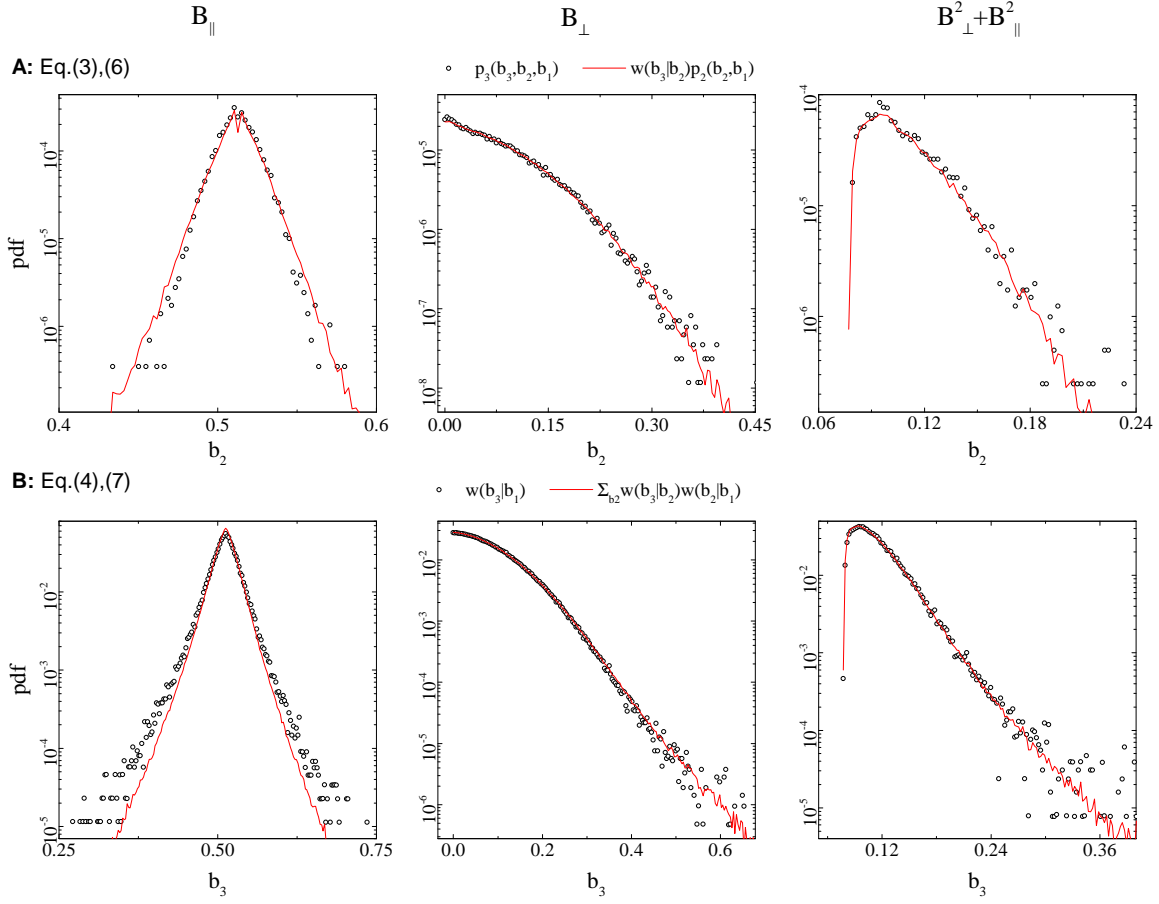 B∥ B⊥ B²⊥+B²∥
A: Eq.(3),(6)
p₃(b₃,b₂,b₁) w(b₃|b₂)p₂(b₂,b₁)
pdf
10⁻⁴
10⁻⁵
10⁻⁶
0.4 0.5 0.6
b₂
10⁻⁵
10⁻⁶
10⁻⁷
10⁻⁸
0.00 0.15 0.30 0.45
b₂
10⁻⁴
10⁻⁵
10⁻⁶
0.06 0.12 0.18 0.24
b₂
B: Eq.(4),(7)
w(b₃|b₁) Σb2w(b₃|b₂)w(b₂|b₁)
pdf
10⁻²
10⁻³
10⁻⁴
10⁻⁵
0.25 0.50 0.75
b₃
10⁻²
10⁻³
10⁻⁴
10⁻⁵
10⁻⁶
0.0 0.2 0.4 0.6
b₃
10⁻²
10⁻³
10⁻⁴
10⁻⁵
0.12 0.24 0.36
b₃